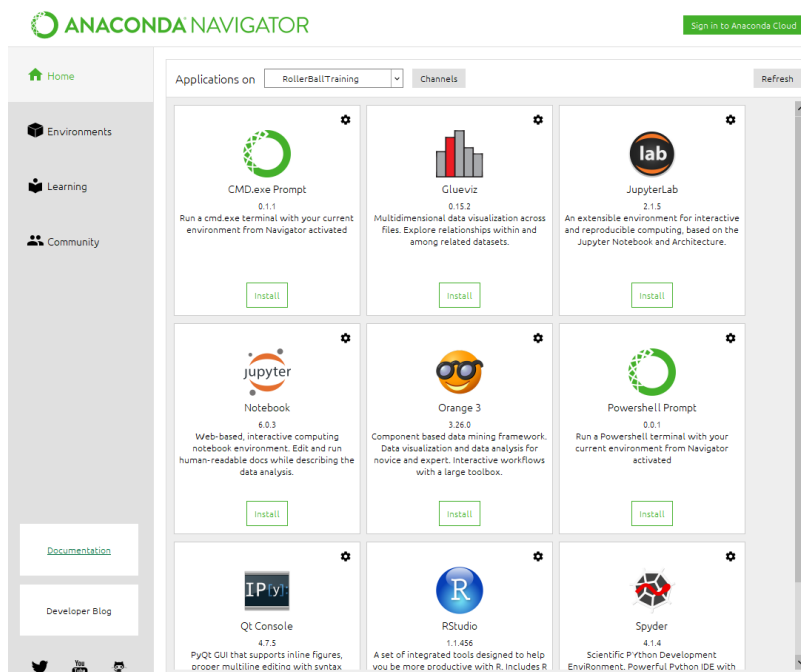 ANACONDA NAVIGATOR
Sign in to Anaconda Cloud
Home
Environments
Learning
Community
Documentation
Developer Blog
You
Tube
Applications on
RollerBallTraining
Channels
Refresh
CMD.exe Prompt
0.1.1
Run a cmd.exe terminal with your current
environment from Navigator activated
Install
Glueviz
0.15.2
Multidimensional data visualization across
files. Explore relationships within and
among related datasets.
Install
lab
JupyterLab
2.1.5
An extensible environment for interactive
and reproducible computing, based on the
Jupyter Notebook and Architecture.
Install
jupyter
Notebook
6.0.3
Web-based, interactive computing
notebook environment. Edit and run
human-readable docs while describing the
data analysis.
Install
Orange 3
3.26.0
Component based data mining framework.
Data visualization and data analysis for
novice and expert. Interactive workflows
with a large toolbox.
Install
Powershell Prompt
0.0.1
Run a Powershell terminal with your
current environment from Navigator
activated
Install
IP[y]:
Qt Console
4.7.5
PyQt GUI that supports inline figures,
proper multiline editing with syntax
R
RStudio
1.1.456
A set of integrated tools designed to help
you be more productive with R. Includes R
Spyder
4.1.4
Scientific PYthon Development
EnviRonment. Powerful Python IDE with